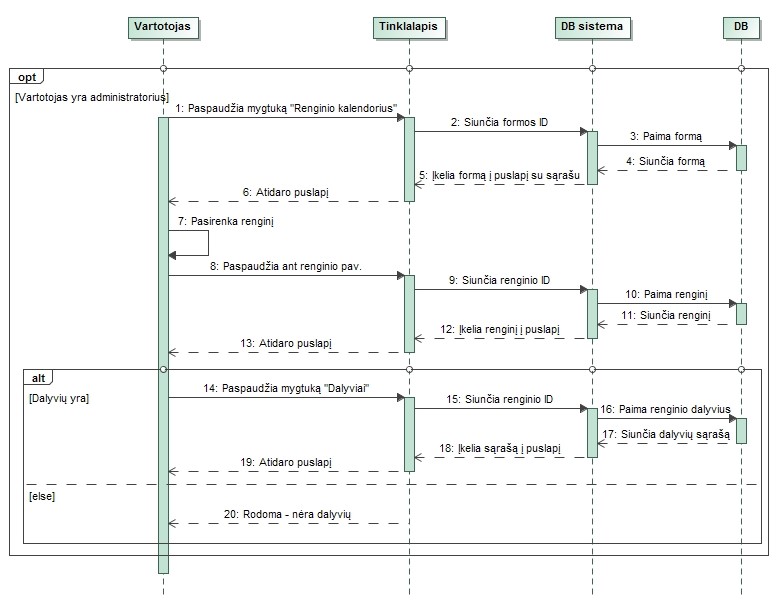 Vartotojas
Tinklalapis
DB sistema
DB
opt
[Vartotojas yra administratorius]
1: Paspaudžia mygtuką "Renginio kalendorius"
2: Siunčia formos ID
3: Paima formą
4: Siunčia formą
5: Įkelia formą į puslapį su sąrašu
6: Atidaro puslapį
7: Pasirenka renginį
8: Paspaudžia ant renginio pav.
9: Siunčia renginio ID
10: Paima renginį
11: Siunčia renginį
12: Įkelia renginį į puslapį
13: Atidaro puslapį
alt
[Dalyvių yra)
14: Paspaudžia mygtuką "Dalyviai"
15: Siunčia renginio ID
16: Paima renginio dalyvius
17: Siunčia dalyvių sąrašą
18: Įkelia sąrašą į puslapį
19: Atidaro puslapį
[else]
20: Rodoma - nėra dalyvių